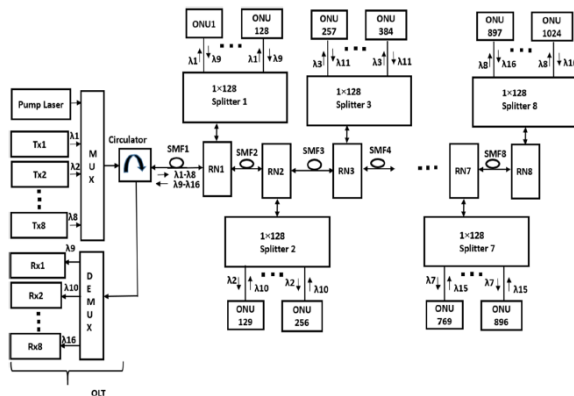 ONU1
ONU
128
ONU
257
ONU
384
ONU
897
ONU
1024
λ1
λ9
λ1
λ9
λ3
λ11
λ3
λ11
λ8
λ16
λ8
λ16
1×128
Splitter 1
1×128
Splitter 3
1×128
Splitter 8
Pump Laser
Tx1
λ1
Tx2
λ2
Tx8
λ8
MUX
Circulator
SMF1
λ1-λ8
λ9-λ16
RN1
SMF2
RN2
SMF3
RN3
SMF4
RN7
SMF8
RN8
1×128
Splitter 2
1×128
Splitter 7
Rx1
λ9
Rx2
λ10
Rx8
λ16
DEMUX
λ2
λ10
λ2
λ10
λ7
λ15
λ7
λ15
ONU
129
ONU
256
ONU
769
ONU
896
OLT